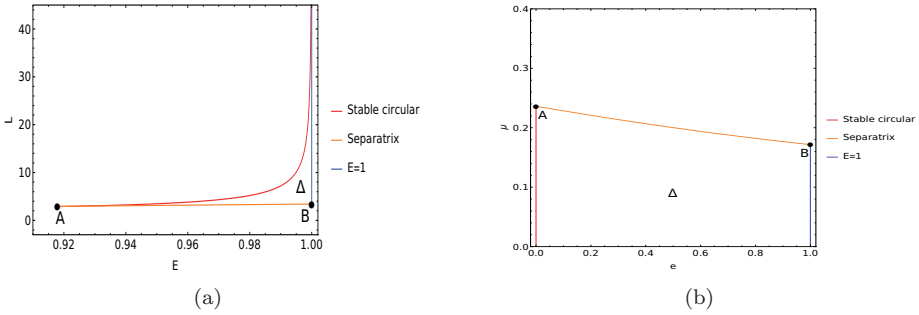 40
30
20
10
0
L
0.92 0.94 0.96 0.98 1.00
E
A
B
Δ
Stable circular
Separatrix
E=1
(a)
0.4
0.3
0.2
0.1
0.0
μ
0.0 0.2 0.4 0.6 0.8 1.0
e
A
B
Δ
Stable circular
Separatrix
E=1
(b)